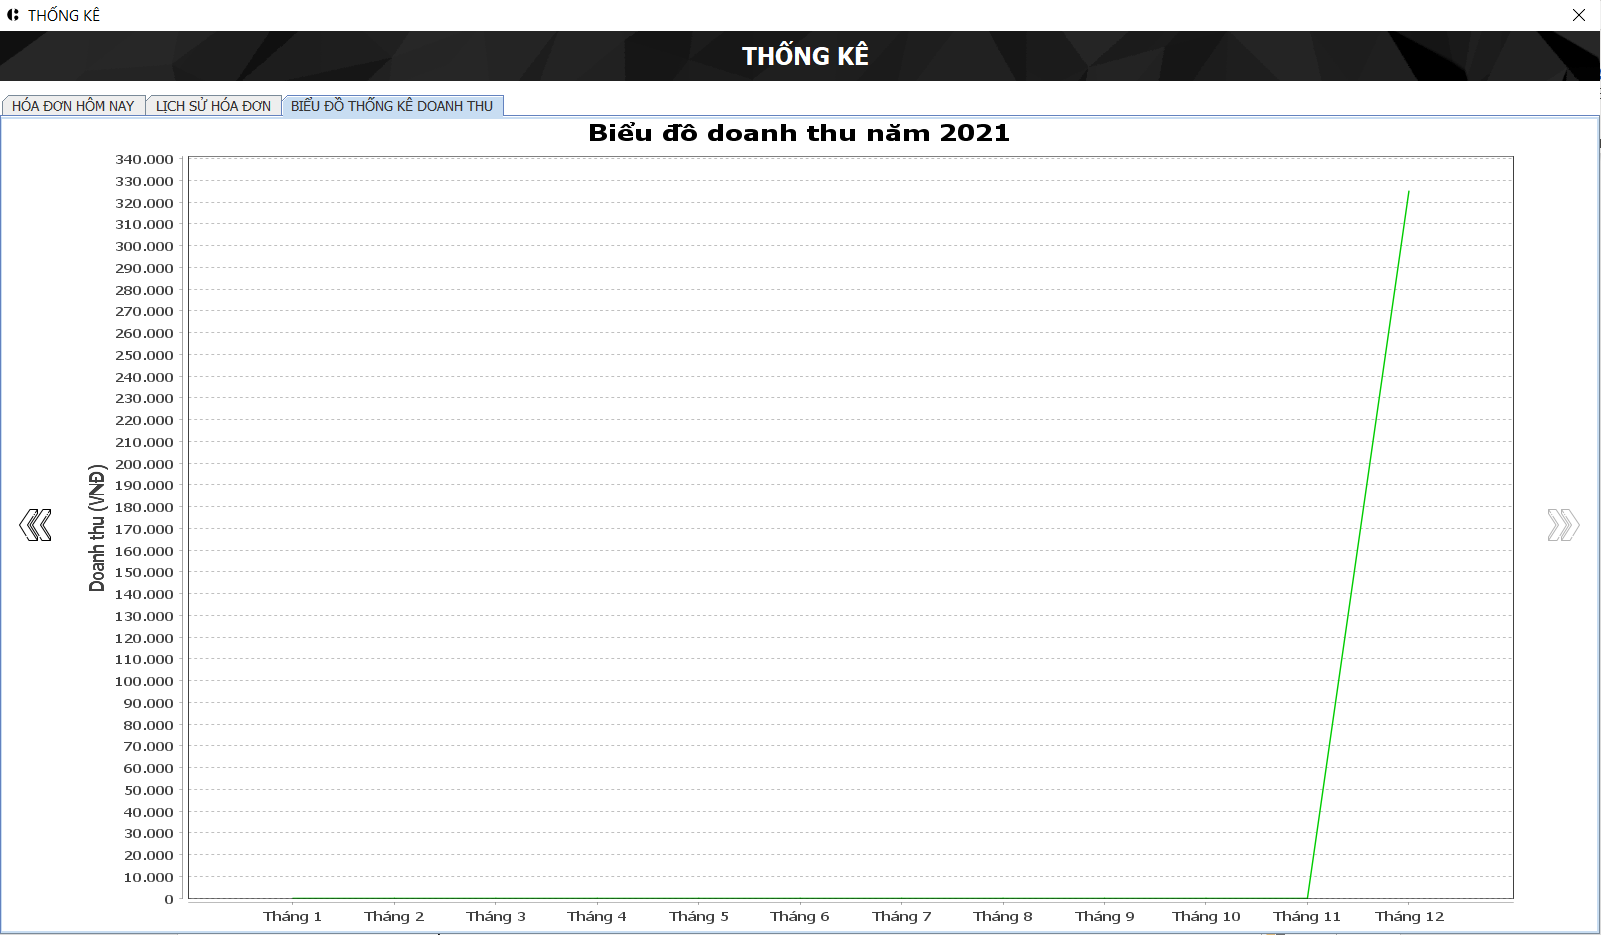 THỐNG KÊ
THỐNG KÊ
HÓA ĐƠN HÔM NAY
LỊCH SỬ HÓA ĐƠN
BIỂU ĐỒ THỐNG KÊ DOANH THU
Biểu đồ doanh thu năm 2021
Doanh thu (VNĐ)
340.000
330.000
320.000
310.000
300.000
290.000
280.000
270.000
260.000
250.000
240.000
230.000
220.000
210.000
200.000
190.000
180.000
170.000
160.000
150.000
140.000
130.000
120.000
110.000
100.000
90.000
80.000
70.000
60.000
50.000
40.000
30.000
20.000
10.000
0
Tháng 1
Tháng 2
Tháng 3
Tháng 4
Tháng 5
Tháng 6
Tháng 7
Tháng 8
Tháng 9
Tháng 10
Tháng 11
Tháng 12